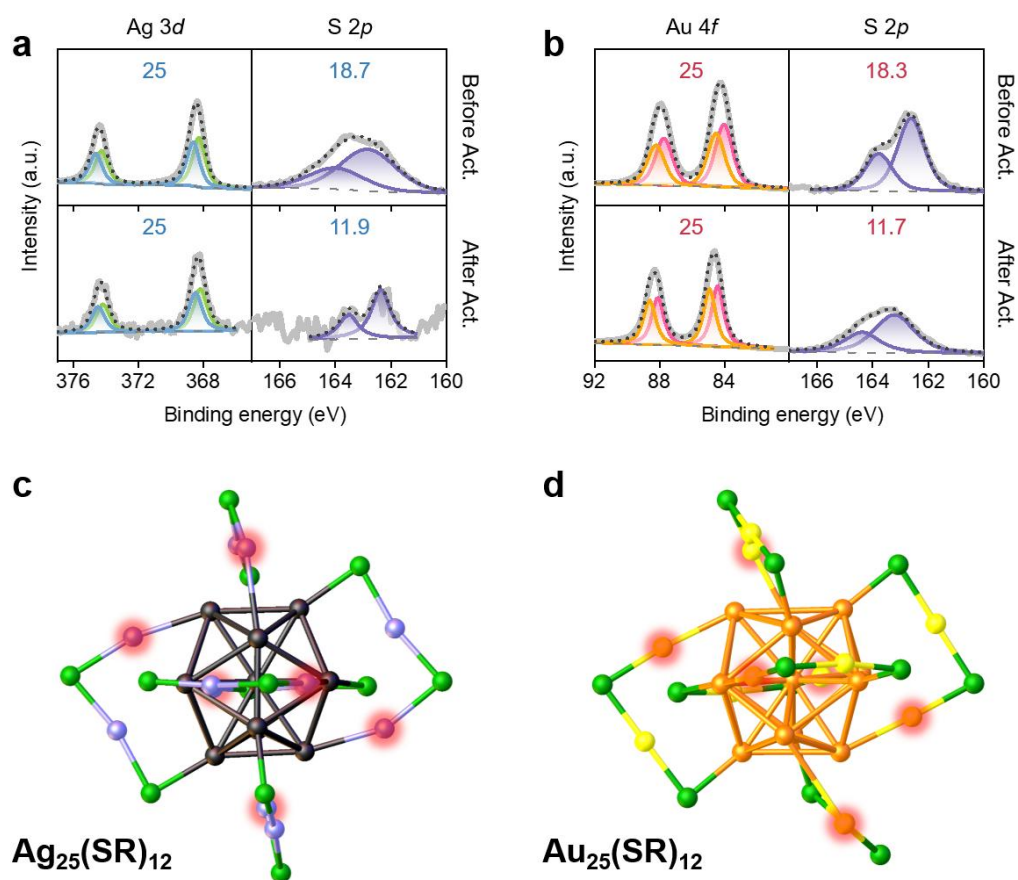 a
Ag 3d
S 2p
25
18.7
Before Act.
25
11.9
After Act.
Intensity (a.u.)
376
372
368
166
164
162
160
Binding energy (eV)
b
Au 4f
S 2p
25
18.3
Before Act.
25
11.7
After Act.
Intensity (a.u.)
92
88
84
166
164
162
160
Binding energy (eV)
c
Ag25(SR)12
d
Au25(SR)12